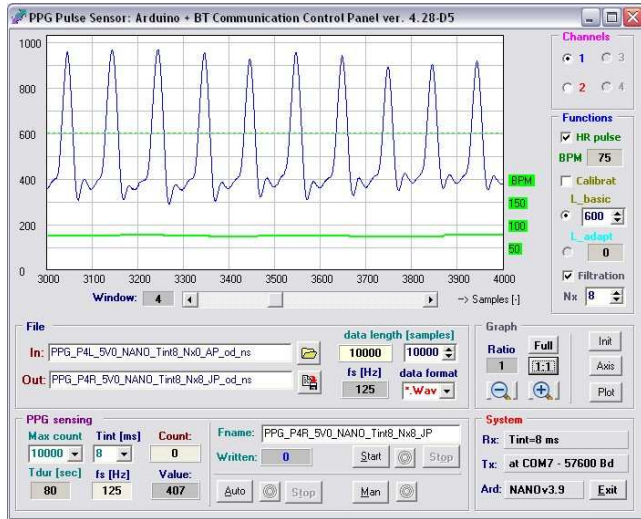 PPG Pulse Sensor: Arduino + BT Communication Control Panel ver. 4.28-D5
1000
800
600
400
200
0
3000 3100 3200 3300 3400 3500 3600 3700 3800 3900 4000
BPM
150
100
50
Window: 4 --> Samples [-]
Channels
1 3
2 4
Functions
HR pulse
BPM 75
Calibrat
L_basic
600
L_adapt
0
Filtration
Nx 8
File
In: PPG_P4L_5V0_NANO_Tint8_Nx0_AP_od_ns
Out: PPG_P4R_5V0_NANO_Tint8_Nx8_JP_od_ns
data length [samples]
10000 10000
fs [Hz] data format
125 *.Wav
Graph
Ratio Full
1 1:1
Init
Axis
Plot
PPG sensing
Max count Tint [ms] Count:
10000 8 0
Tdur [sec] fs [Hz] Value:
80 125 407
Fname: PPG_P4R_5V0_NANO_Tint8_Nx8_JP
Written: 0 Start Stop
Auto Stop Man
System
Rx: Tint=8 ms
Tx: at COM7 - 57600 Bd
Ard: NANOv3.9 Exit